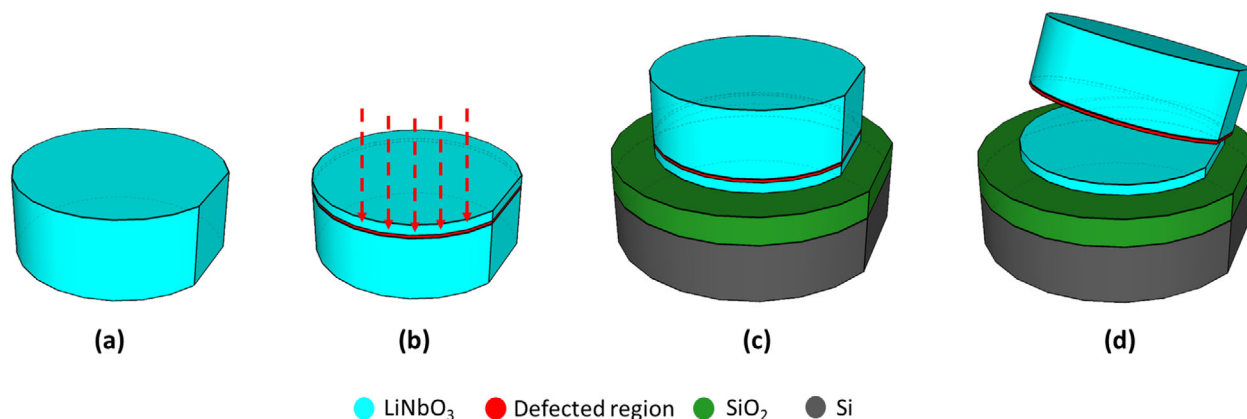 (a) (b) (c) (d)
LiNbO₃ Defected region SiO₂ Si